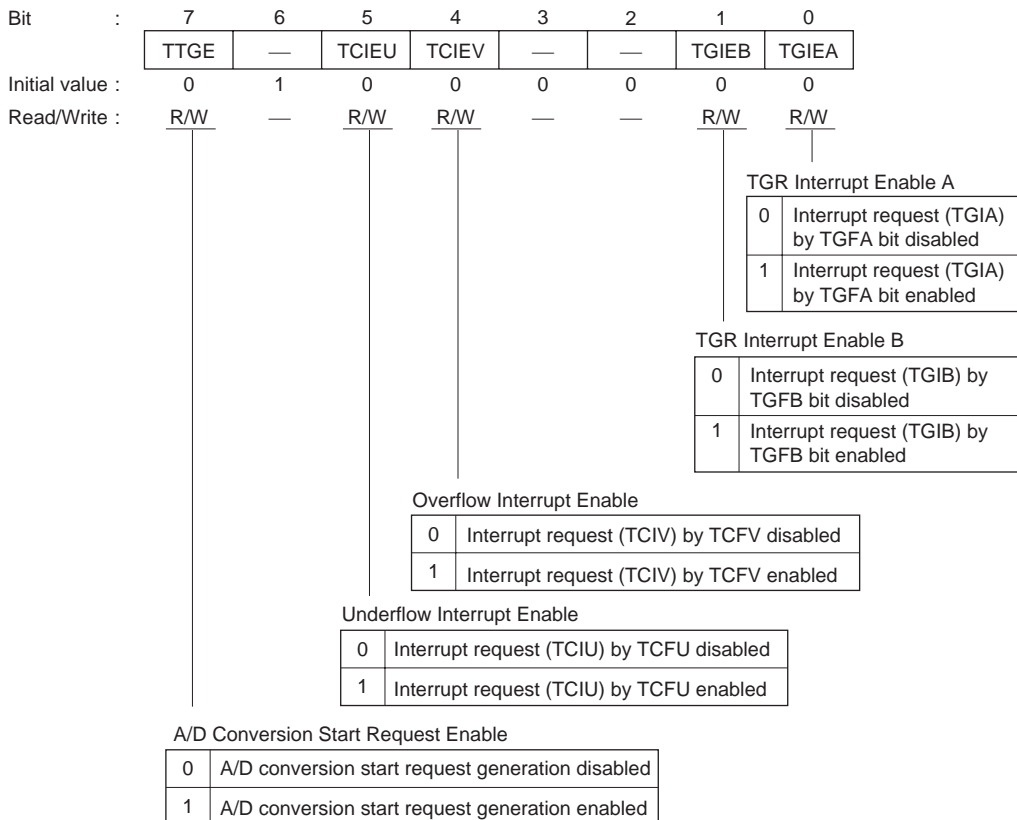 Bit : 7 6 5 4 3 2 1 0
TTGE — TCIEU TCIEV — — TGIEB TGIEA
Initial value : 0 1 0 0 0 0 0 0
Read/Write : R/W — R/W R/W — — R/W R/W
TGR Interrupt Enable A
0 Interrupt request (TGIA)
by TGFA bit disabled
1 Interrupt request (TGIA)
by TGFA bit enabled
TGR Interrupt Enable B
0 Interrupt request (TGIB) by
TGFB bit disabled
1 Interrupt request (TGIB) by
TGFB bit enabled
Overflow Interrupt Enable
0 Interrupt request (TCIV) by TCFV disabled
1 Interrupt request (TCIV) by TCFV enabled
Underflow Interrupt Enable
0 Interrupt request (TCIU) by TCFU disabled
1 Interrupt request (TCIU) by TCFU enabled
A/D Conversion Start Request Enable
0 A/D conversion start request generation disabled
1 A/D conversion start request generation enabled